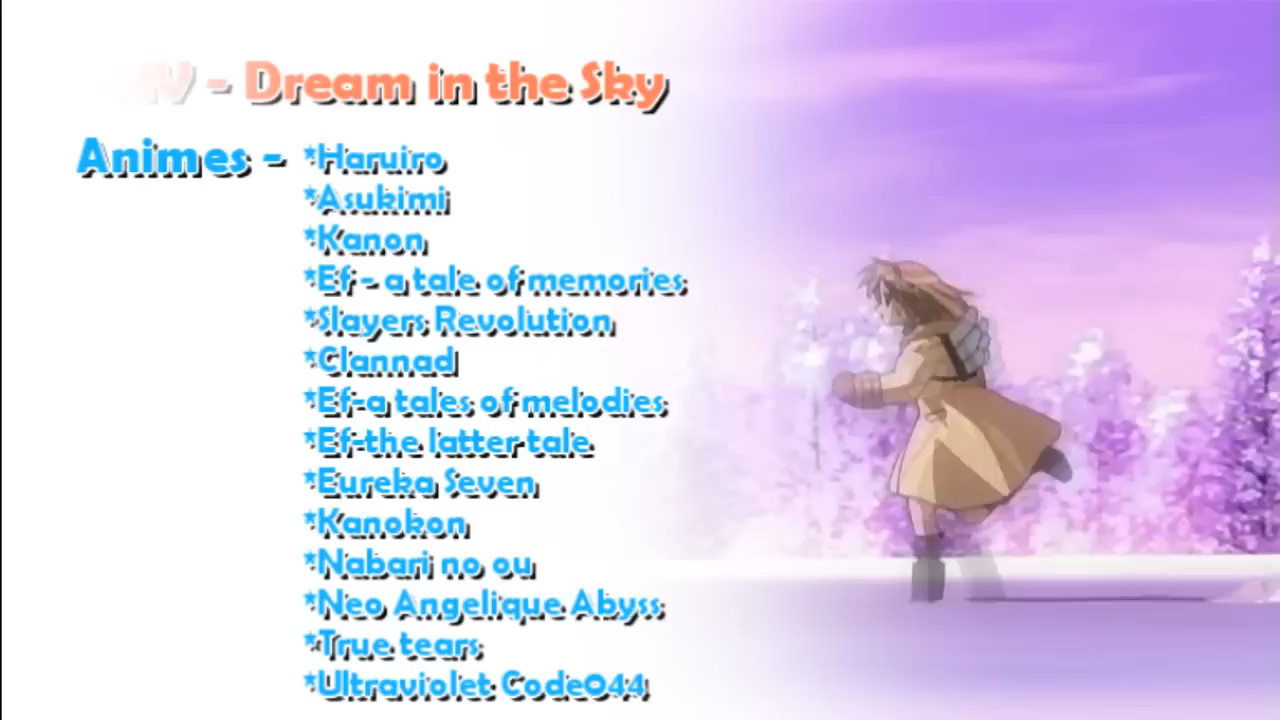 - Dream in the Sky
Animes - *Haruiro
*Asukimi
*Kanon
*Ef - a tale of memories
*Slayers Revolution
*Clannad
*Ef-a tales of melodies
*Ef-the latter tale
*Eureka Seven
*Kanokon
*Nabari no ou
*Neo Angelique Abyss
*True tears
*Ultraviolet Code044